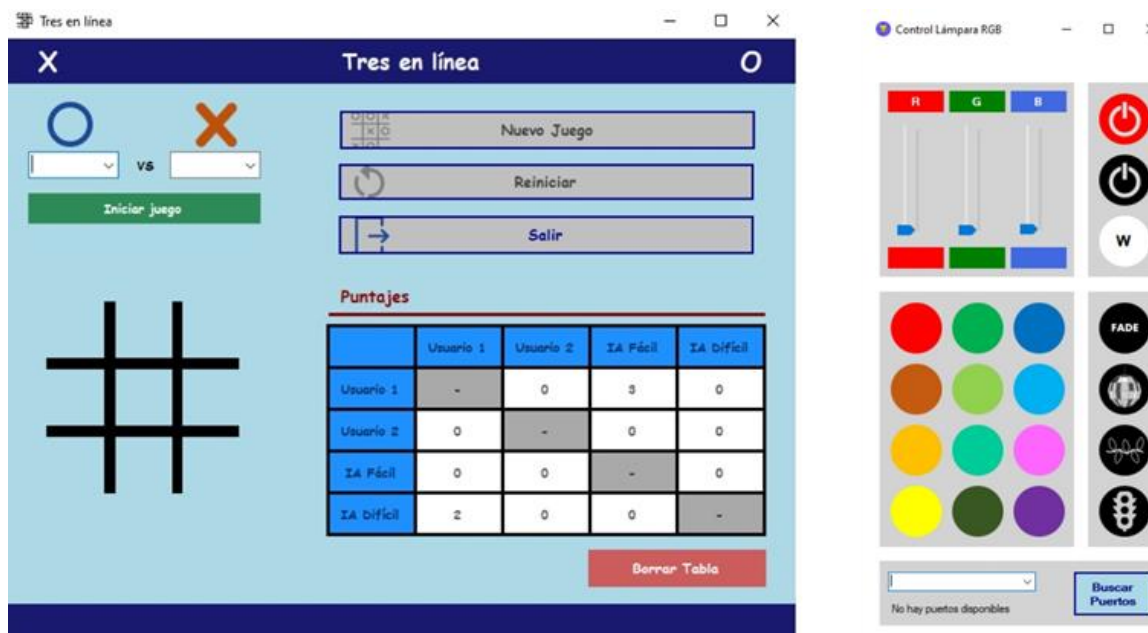 Tres en línea
X Tres en línea O
vs
Iniciar juego
Nuevo Juego
Reiniciar
Salir
Puntajes
Usuario 1 Usuario 2 IA Fácil IA Difícil
Usuario 1 - 0 3 0
Usuario 2 0 - 0 0
IA Fácil 0 0 - 0
IA Difícil 2 0 0 -
Borrar Tabla
Control Lámpara RGB
R G B
W
FADE
No hay puertos disponibles
Buscar
Puertos